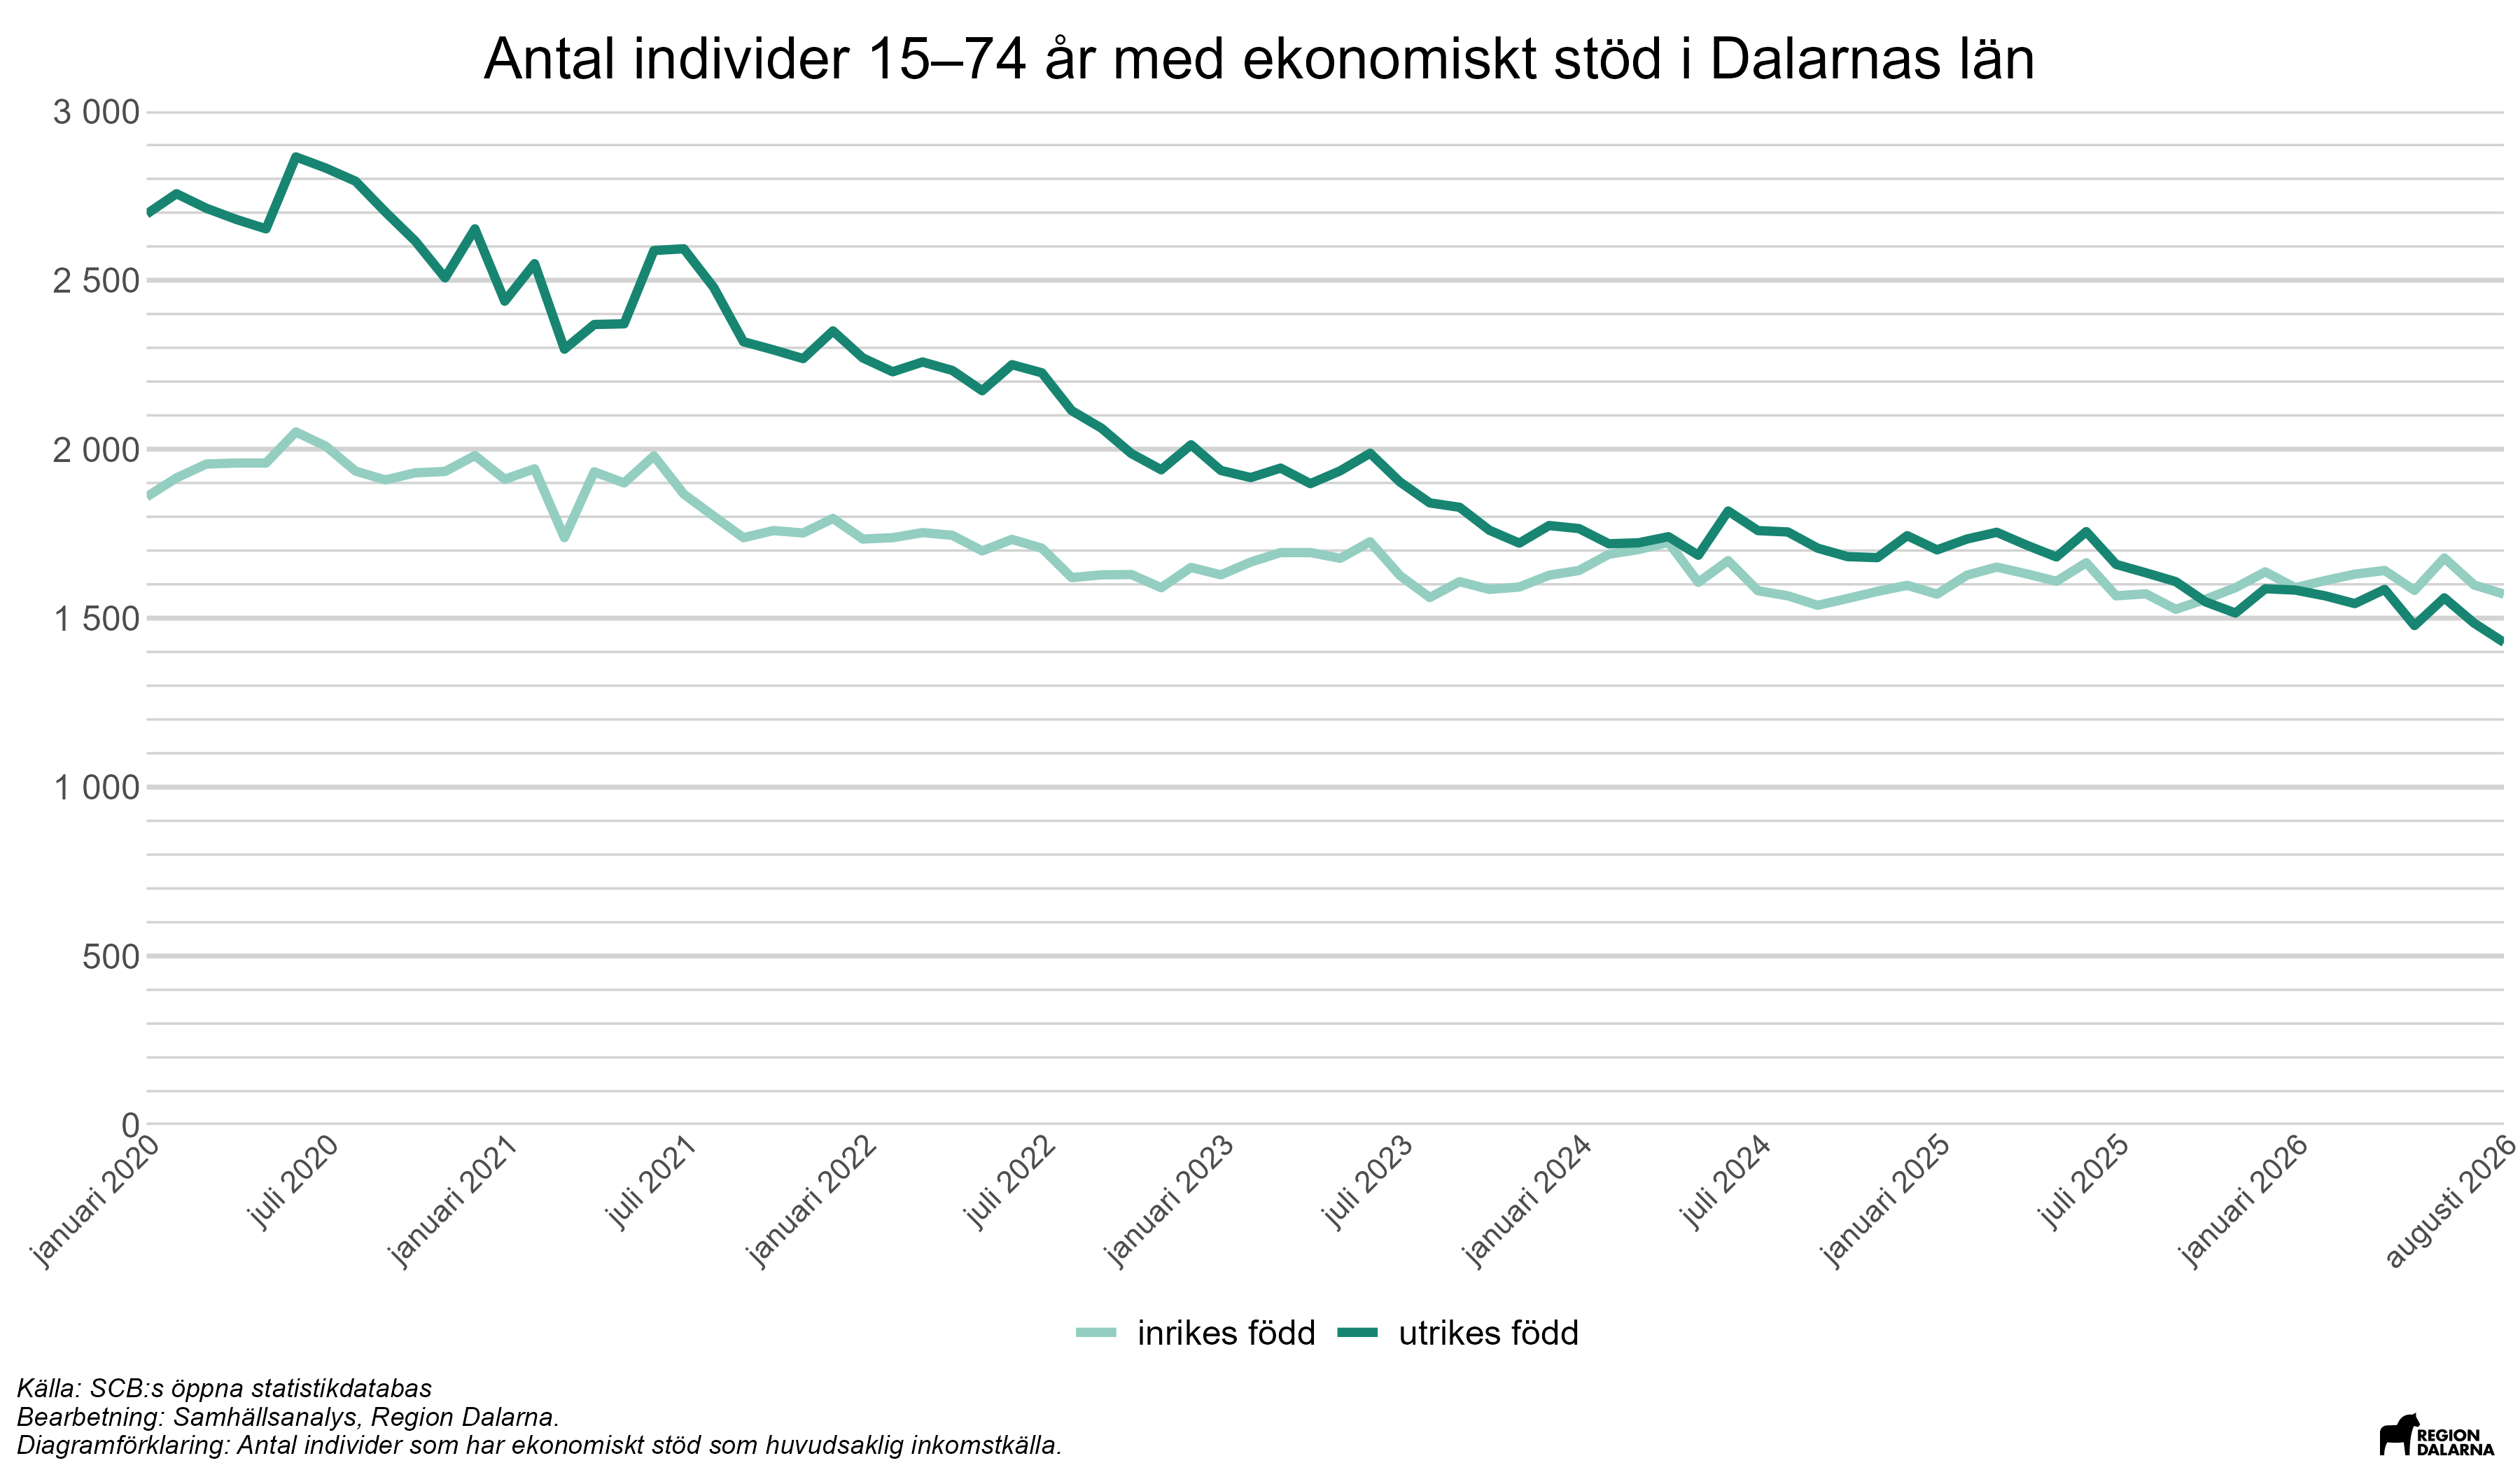 Antal individer 15–74 år med ekonomiskt stöd i Dalarnas län
3 000
2 500
2 000
1 500
1 000
500
0
januari 2020
juli 2020
januari 2021
juli 2021
januari 2022
juli 2022
januari 2023
juli 2023
januari 2024
juli 2024
januari 2025
juli 2025
januari 2026
augusti 2026
inrikes född
utrikes född
Källa: SCB:s öppna statistikdatabas
Bearbetning: Samhällsanalys, Region Dalarna.
Diagramförklaring: Antal individer som har ekonomiskt stöd som huvudsaklig inkomstkälla.
REGION
DALARNA